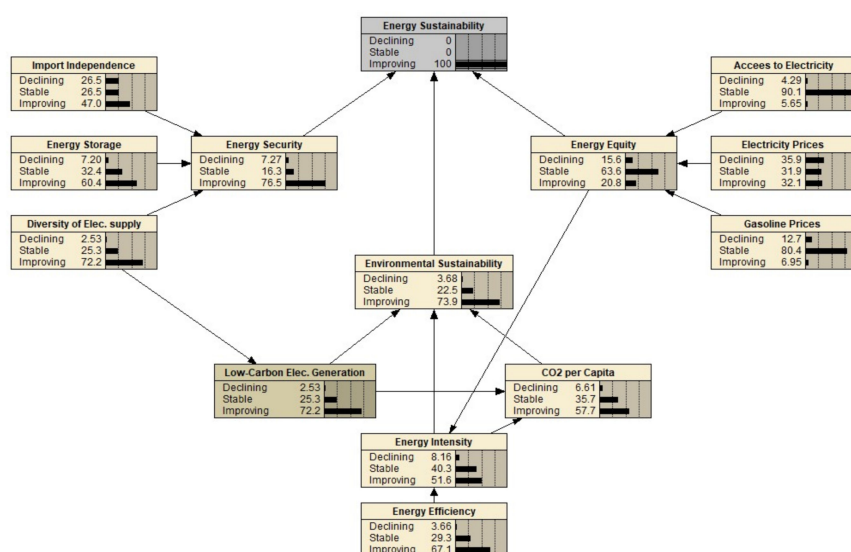 Energy Sustainability
Declining 0
Stable 0
Improving 100
Import Independence
Declining 26.5
Stable 26.5
Improving 47.0
Accees to Electricity
Declining 4.29
Stable 90.1
Improving 5.65
Energy Storage
Declining 7.20
Stable 32.4
Improving 60.4
Energy Security
Declining 7.27
Stable 16.3
Improving 76.5
Energy Equity
Declining 15.6
Stable 63.6
Improving 20.8
Electricity Prices
Declining 35.9
Stable 31.9
Improving 32.1
Diversity of Elec. supply
Declining 2.53
Stable 25.3
Improving 72.2
Gasoline Prices
Declining 12.7
Stable 80.4
Improving 6.95
Environmental Sustainability
Declining 3.68
Stable 22.5
Improving 73.9
Low-Carbon Elec. Generation
Declining 2.53
Stable 25.3
Improving 72.2
CO2 per Capita
Declining 6.61
Stable 35.7
Improving 57.7
Energy Intensity
Declining 8.16
Stable 40.3
Improving 51.6
Energy Efficiency
Declining 3.66
Stable 29.3
Improving 67.1